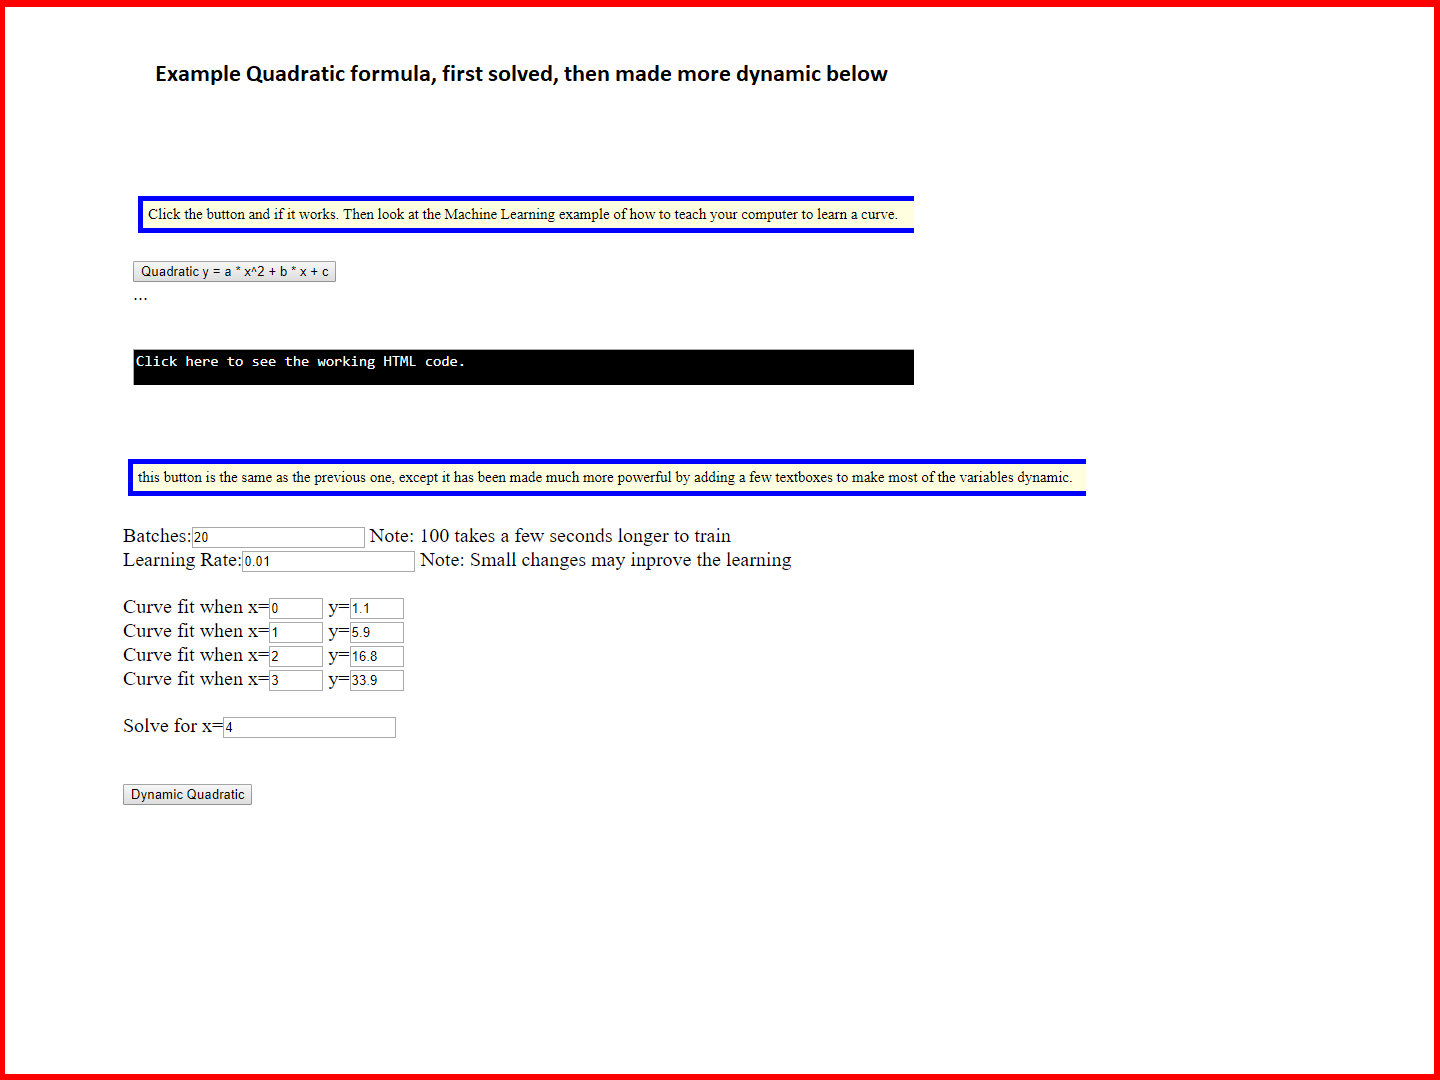 Example Quadratic formula, first solved, then made more dynamic below
Click the button and if it works. Then look at the Machine Learning example of how to teach your computer to learn a curve.
Quadratic y = a * x^2 + b * x + c
...
Click here to see the working HTML code.
this button is the same as the previous one, except it has been made much more powerful by adding a few textboxes to make most of the variables dynamic.
Batches:20 Note: 100 takes a few seconds longer to train
Learning Rate:0.01 Note: Small changes may inprove the learning
Curve fit when x=0 y=1.1
Curve fit when x=1 y=5.9
Curve fit when x=2 y=16.8
Curve fit when x=3 y=33.9
Solve for x=4
Dynamic Quadratic